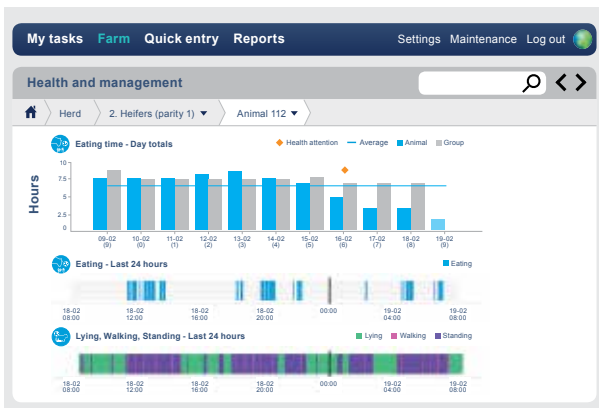 My tasks Farm Quick entry Reports Settings Maintenance Log out
Health and management
Herd 2. Heifers (parity 1) Animal 112
Eating time - Day totals Health attention Average Animal Group
Hours
10
7.5
5
2.5
0
09-02 10-02 11-02 12-02 13-02 14-02 15-02 16-02 17-02 18-02 19-02
(9) (0) (1) (2) (3) (4) (5) (6) (7) (8) (9)
Eating - Last 24 hours Eating
18-02 18-02 18-02 18-02 00:00 19-02 19-02
08:00 12:00 16:00 20:00 04:00 08:00
Lying, Walking, Standing - Last 24 hours Lying Walking Standing
18-02 18-02 18-02 18-02 00:00 19-02 19-02
08:00 12:00 16:00 20:00 04:00 08:00